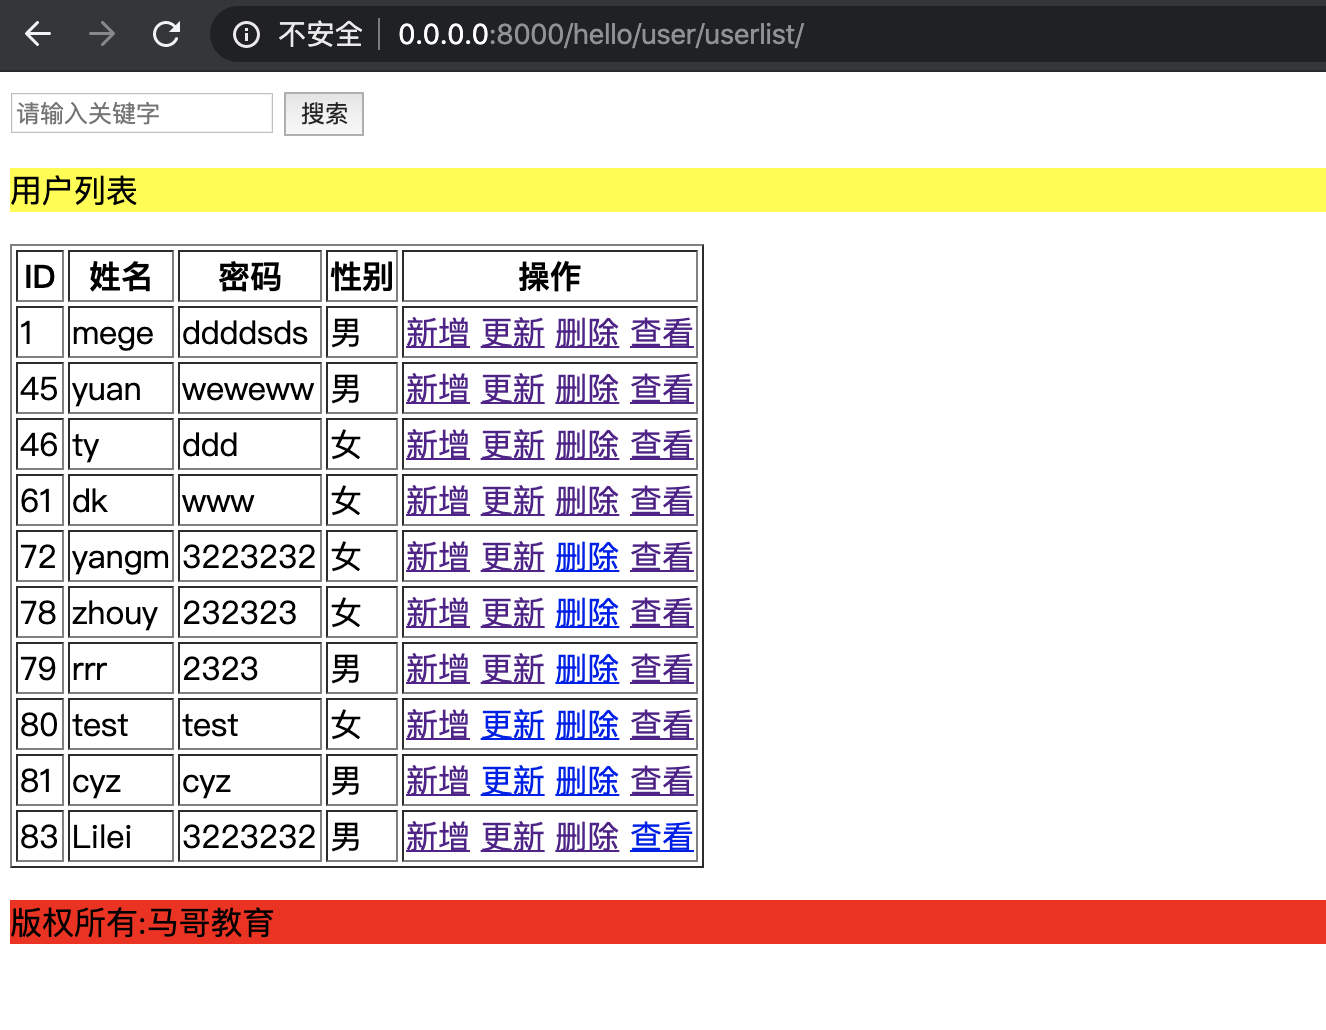 不安全 0.0.0.0:8000/hello/user/userlist/
请输入关键字 搜索
用户列表
ID 姓名 密码 性别 操作
1 mege ddddsds 男 新增 更新 删除 查看
45 yuan weweww 男 新增 更新 删除 查看
46 ty ddd 女 新增 更新 删除 查看
61 dk www 女 新增 更新 删除 查看
72 yangm 3223232 女 新增 更新 删除 查看
78 zhouy 232323 女 新增 更新 删除 查看
79 rrr 2323 男 新增 更新 删除 查看
80 test test 女 新增 更新 删除 查看
81 cyz cyz 男 新增 更新 删除 查看
83 Lilei 3223232 男 新增 更新 删除 查看
版权所有:马哥教育